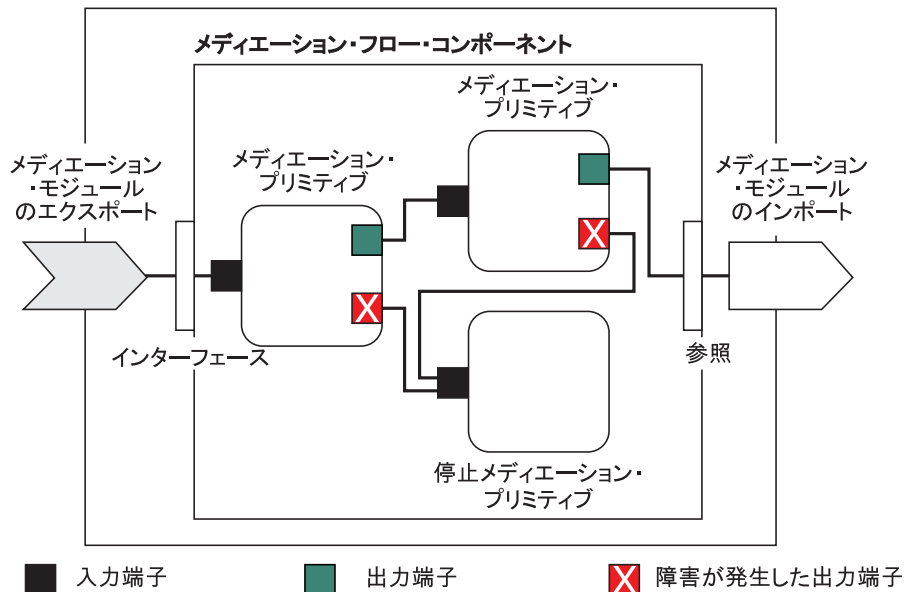 メディエーション・フロー・コンポーネント
メディエーション・
プリミティブ
メディエーション・
プリミティブ
メディエーション
・モジュール
のエクスポート
メディエーション
・モジュール
のインポート
インターフェース
参照
停止メディエーション・
プリミティブ
入力端子
出力端子
障害が発生した出力端子